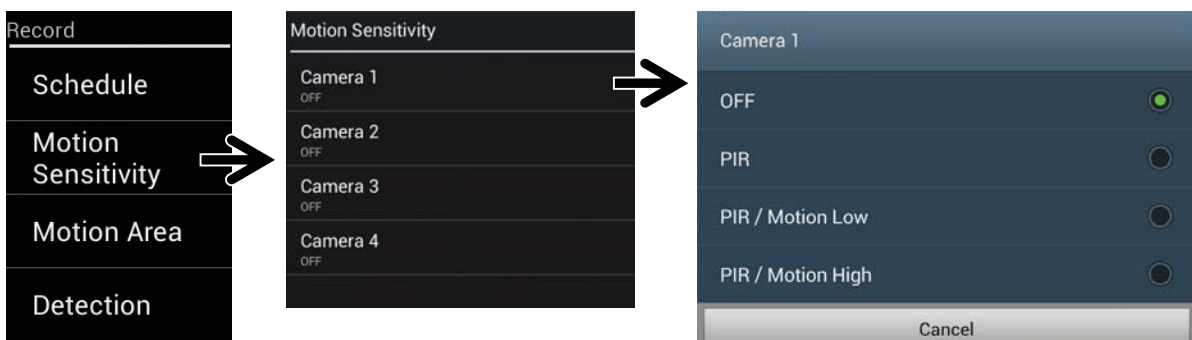 Record
Schedule
Motion
Sensitivity
Motion Area
Detection
Motion Sensitivity
Camera 1
OFF
Camera 2
OFF
Camera 3
OFF
Camera 4
OFF
Camera 1
OFF
PIR
PIR / Motion Low
PIR / Motion High
Cancel